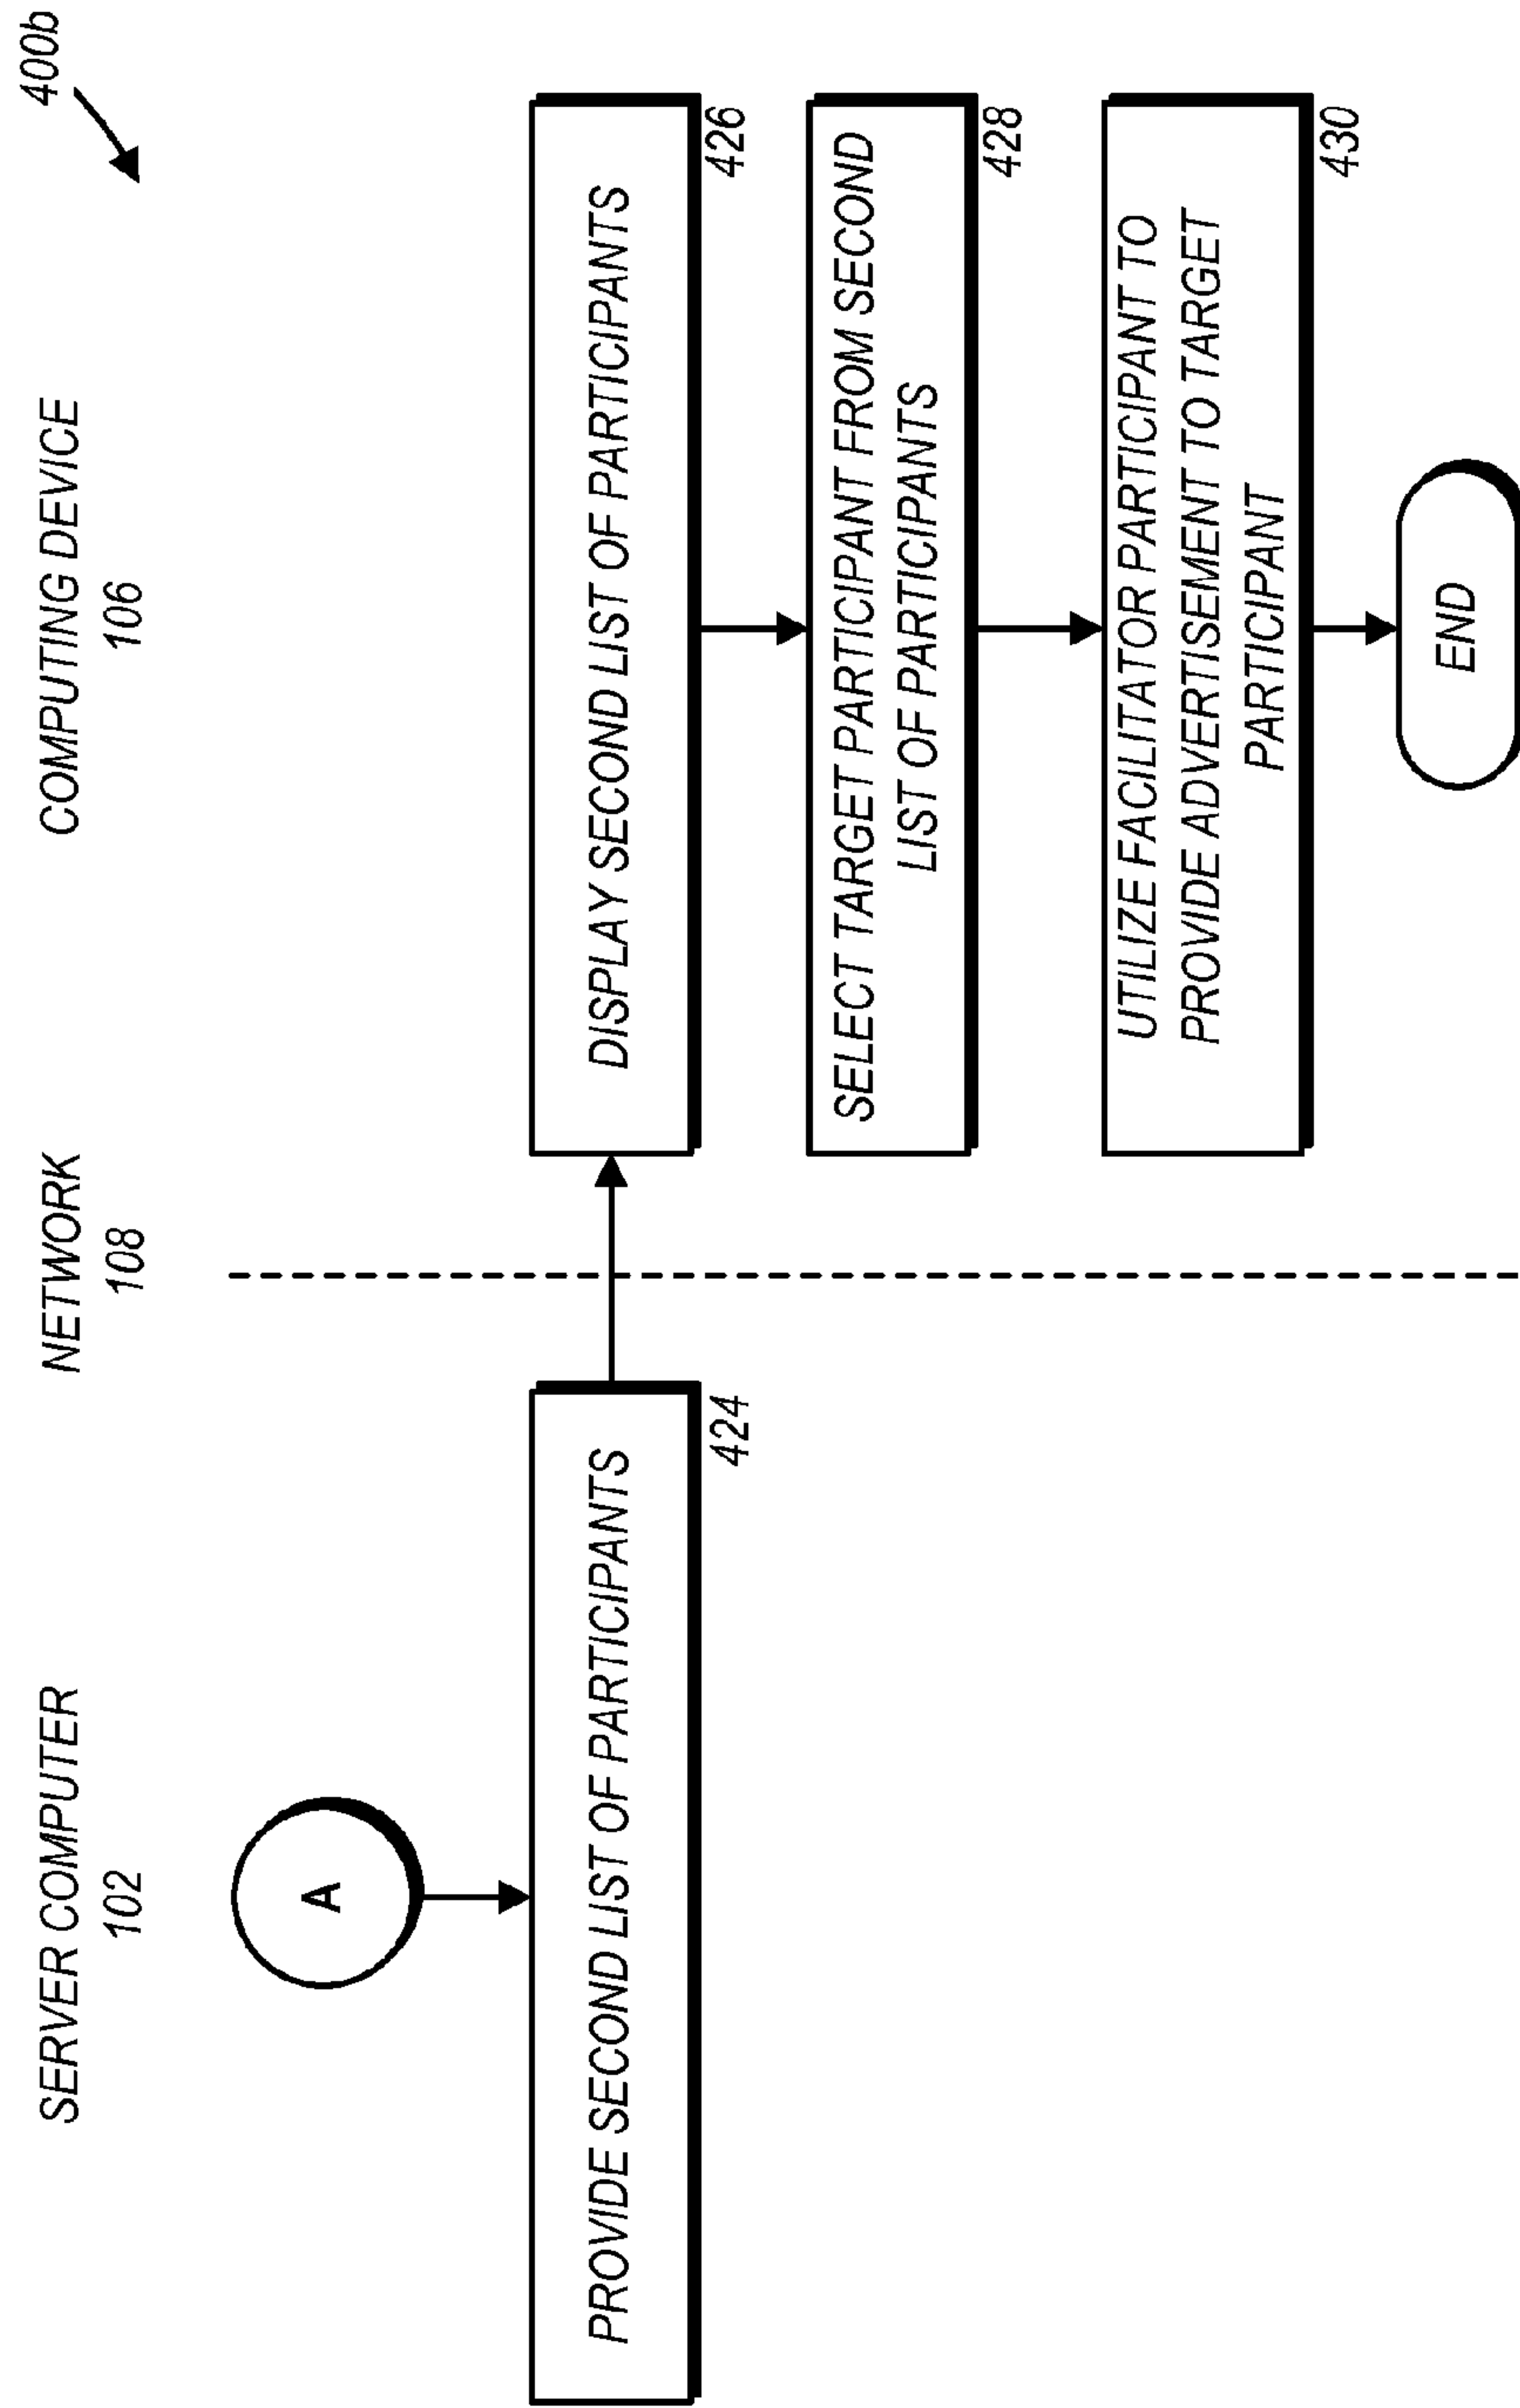 400b
SERVER COMPUTER
102
NETWORK
108
COMPUTING DEVICE
106
A
PROVIDE SECOND LIST OF PARTICIPANTS
424
DISPLAY SECOND LIST OF PARTICIPANTS
426
SELECT TARGET PARTICIPANT FROM SECOND
LIST OF PARTICIPANTS
428
UTILIZE FACILITATOR PARTICIPANT TO
PROVIDE ADVERTISEMENT TO TARGET
PARTICIPANT
430
END